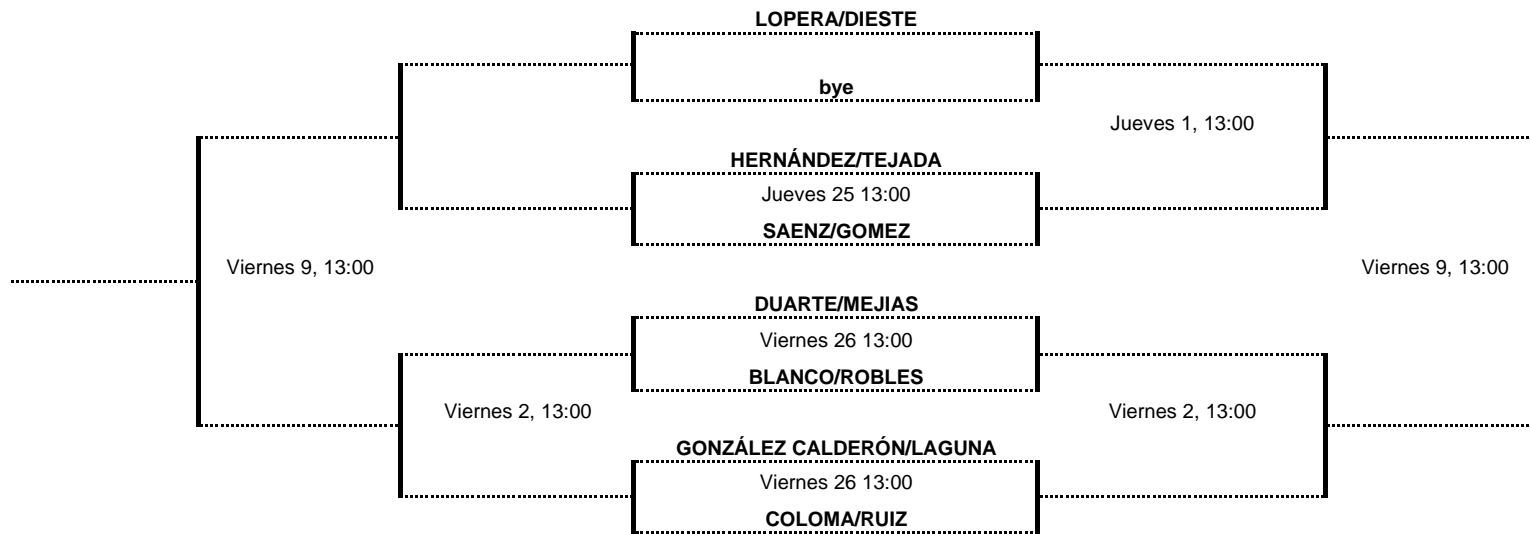 LOPERA/DIESTE
bye
Jueves 1, 13:00
HERNÁNDEZ/TEJADA
Jueves 25 13:00
SAENZ/GOMEZ
Viernes 9, 13:00
Viernes 9, 13:00
DUARTE/MEJIAS
Viernes 26 13:00
BLANCO/ROBLES
Viernes 2, 13:00
Viernes 2, 13:00
GONZÁLEZ CALDERÓN/LAGUNA
Viernes 26 13:00
COLOMA/RUIZ